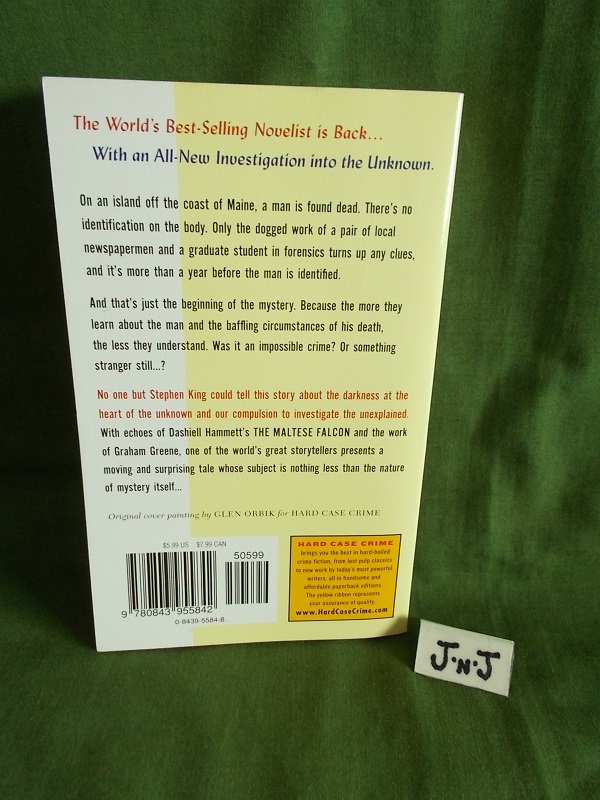 The World's Best-Selling Novelist is Back...
With an All-New Investigation into the Unknown.
On an island off the coast of Maine, a man is found dead. There's no
identification on the body. Only the dogged work of a pair of local
newspapermen and a graduate student in forensics turns up any clues,
and it's more than a year before the man is identified.
And that's just the beginning of the mystery. Because the more they
learn about the man and the baffling circumstances of his death,
the less they understand. Was it an impossible crime? Or something
stranger still...?
No one but Stephen King could tell this story about the darkness at the
heart of the unknown and our compulsion to investigate the unexplained.
With echoes of Dashiell Hammett's THE MALTESE FALCON and the work
of Graham Greene, one of the world's great storytellers presents a
moving and surprising tale whose subject is nothing less than the nature
of mystery itself...
Original cover painting by GLEN ORBIK for HARD CASE CRIME
$5.99 US $7.99 CAN
50599
9 780843 955842
0-8439-5584-8
HARD CASE CRIME
brings you the best in hard-boiled
crime fiction, from lost pulp classics
to new work by today's most powerful
writers, all in handsome and
affordable paperback editions.
The yellow ribbon represents
your assurance of quality.
www.HardCaseCrime.com
J·N·J